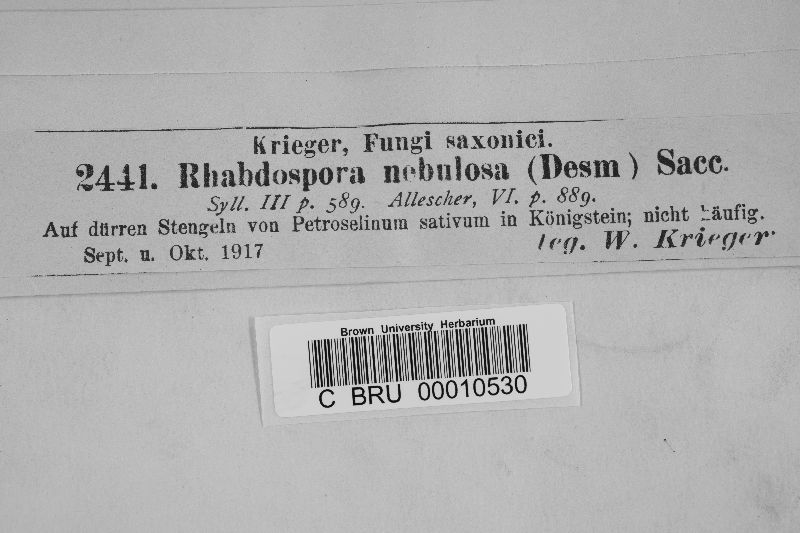 Krieger, Fungi saxonici.
2441. Rhabdospora nebulosa (Desm ) Sacc.
Syll. III p. 589. Allescher, VI. p. 889.
Auf dürren Stengeln von Petroselinum sativum in Königstein; nicht häufig.
Sept. u. Okt. 1917
leg. W. Krieger.
Brown University Herbarium
C BRU 00010530